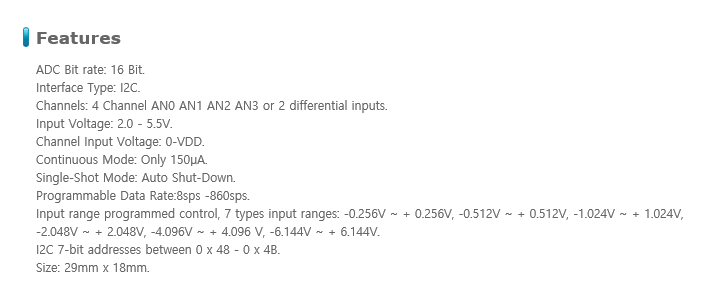 Features
ADC Bit rate: 16 Bit.
Interface Type: I2C.
Channels: 4 Channel AN0 AN1 AN2 AN3 or 2 differential inputs.
Input Voltage: 2.0 - 5.5V.
Channel Input Voltage: 0-VDD.
Continuous Mode: Only 150µA.
Single-Shot Mode: Auto Shut-Down.
Programmable Data Rate:8sps -860sps.
Input range programmed control, 7 types input ranges: -0.256V ~ + 0.256V, -0.512V ~ + 0.512V, -1.024V ~ + 1.024V,
-2.048V ~ + 2.048V, -4.096V ~ + 4.096 V, -6.144V ~ + 6.144V.
I2C 7-bit addresses between 0 x 48 - 0 x 4B.
Size: 29mm x 18mm.